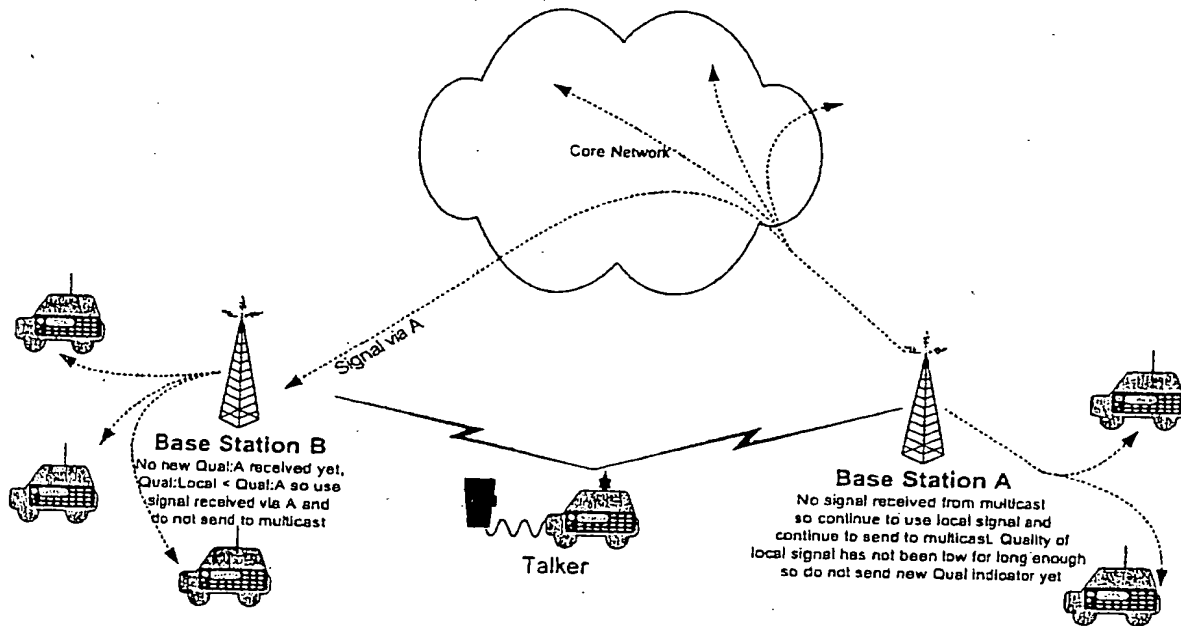 Core Network
Signal via A
Base Station B
No new Qual:A received yet,
Qual:Local < Qual:A so use
signal received via A and
do not send to multicast
Talker
Base Station A
No signal received from multicast
so continue to use local signal and
continue to send to multicast. Quality of
local signal has not been low for long enough
so do not send new Qual Indicator yet